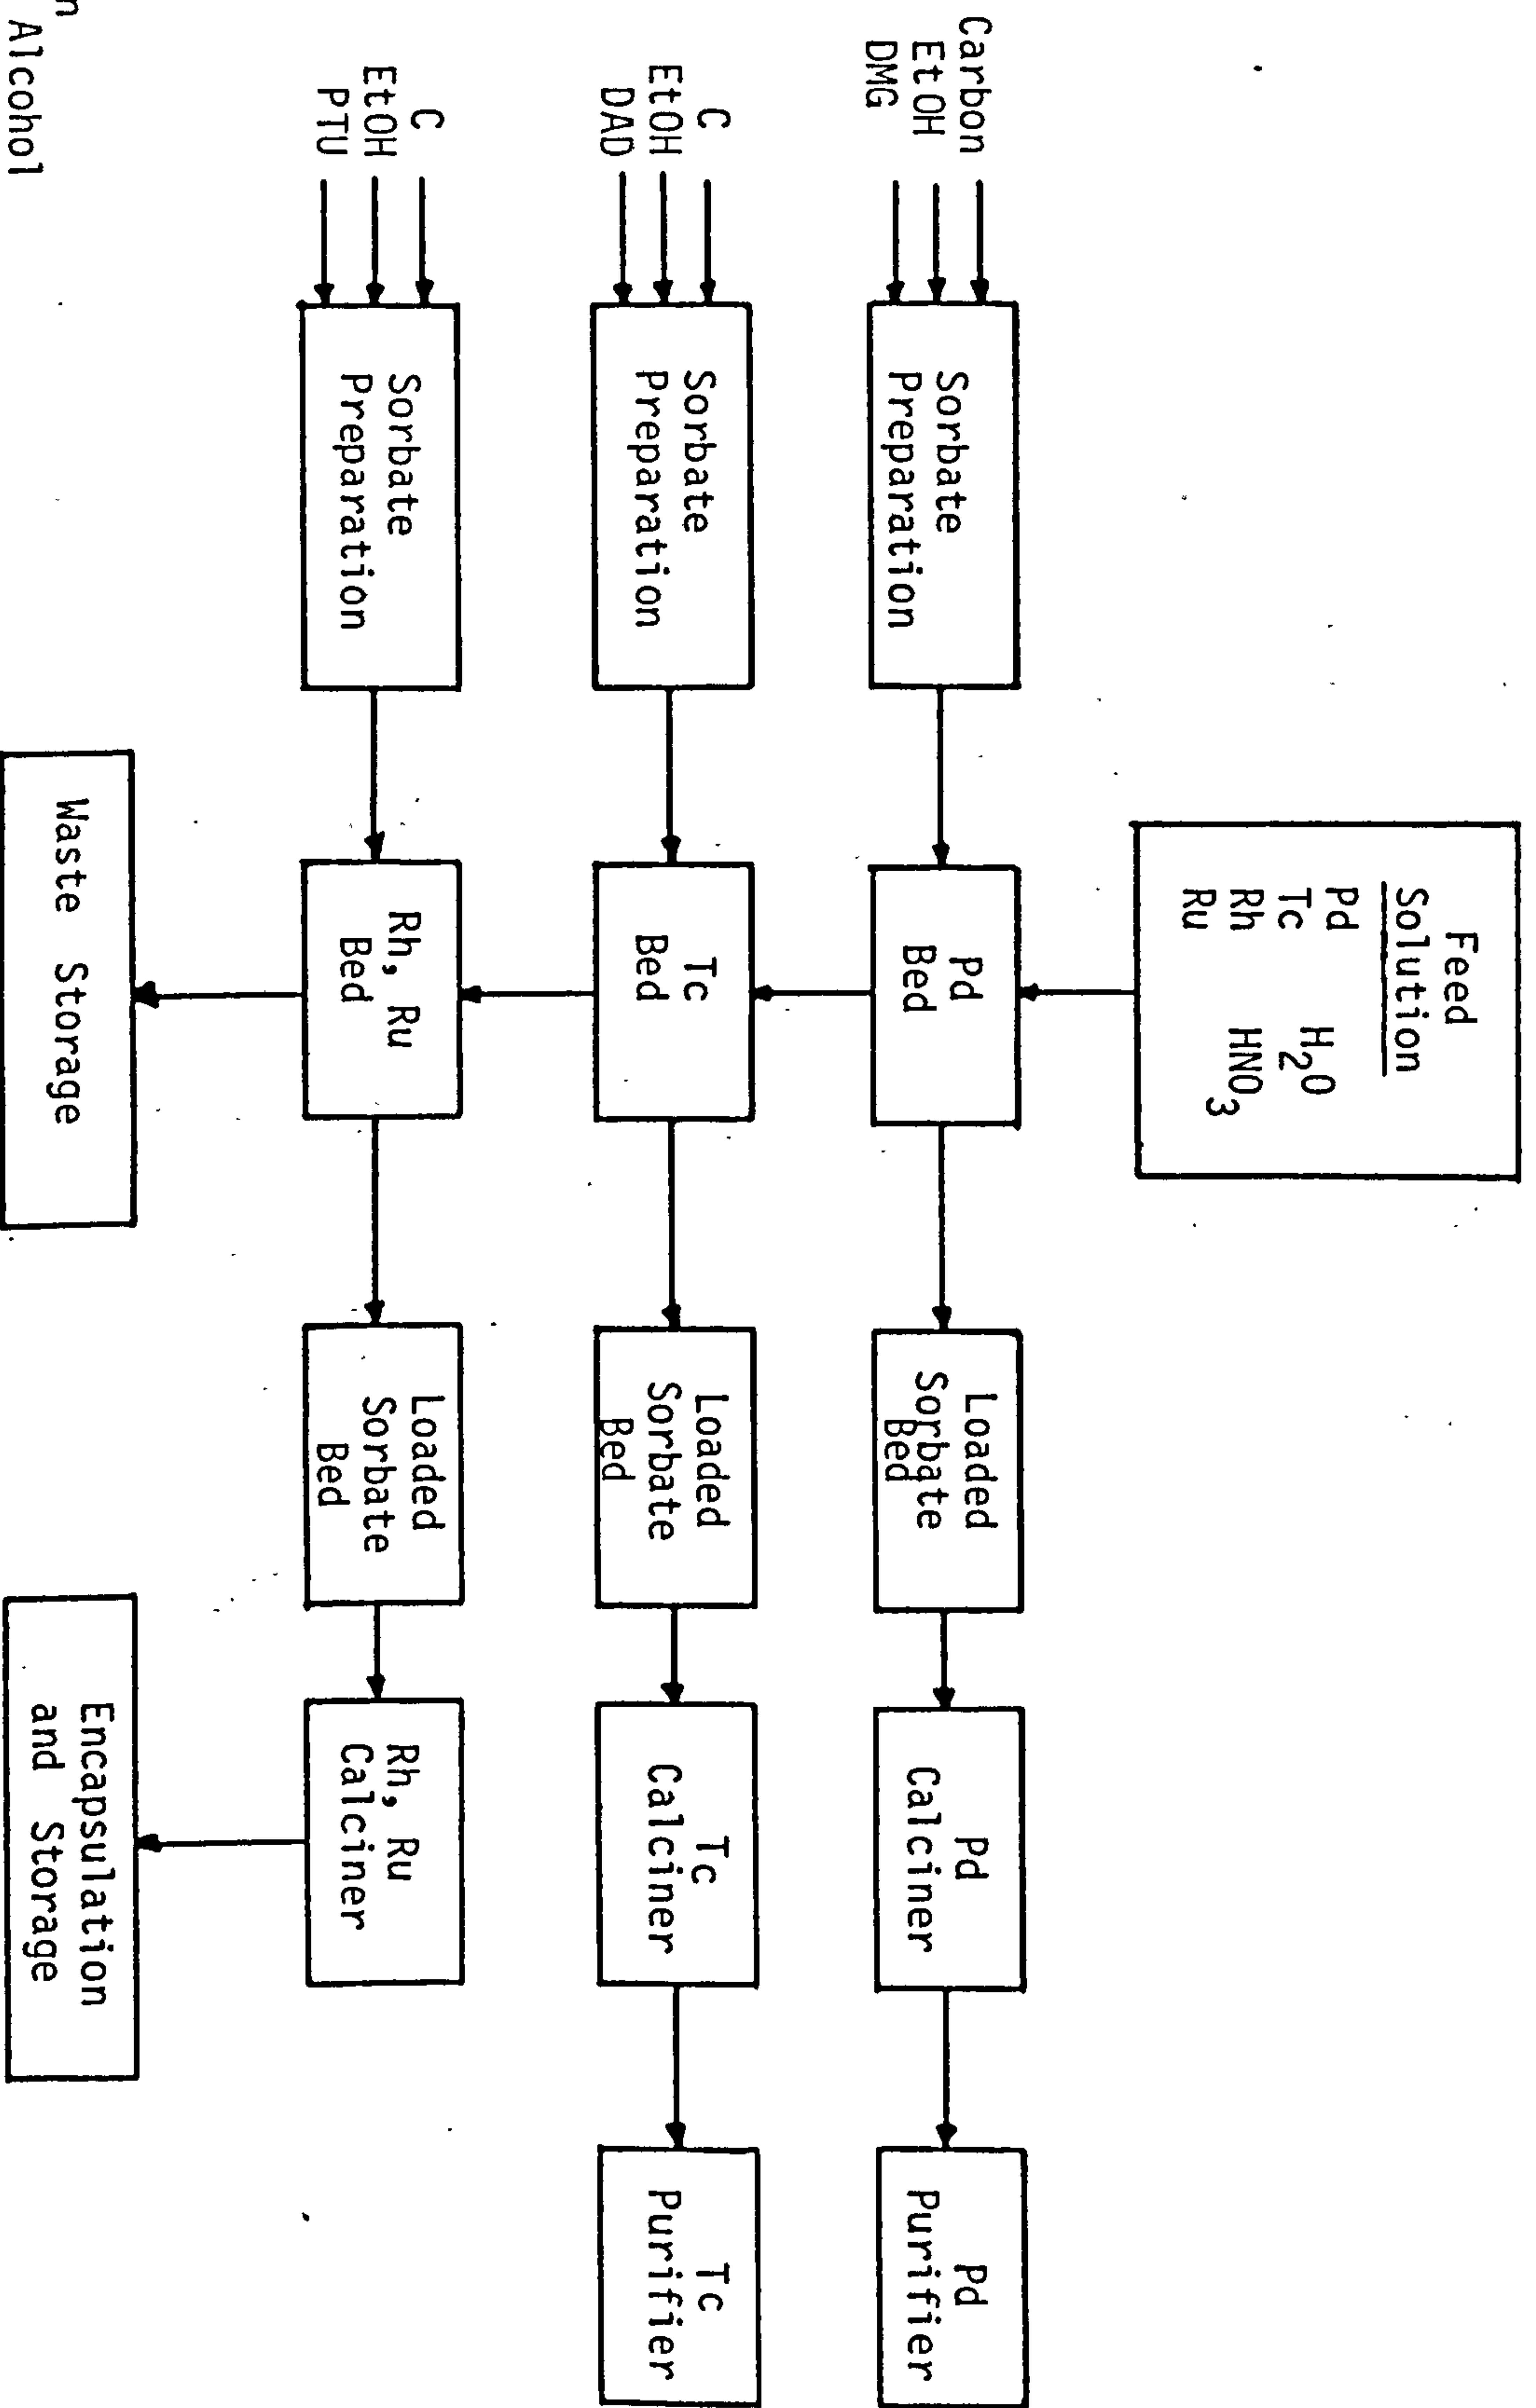 Feed
Solution
Pd
Tc H2O
Rh HNO3
Ru
Carbon
EtOH
DMG
Sorbate
Preparation
Pd
Bed
Loaded
Sorbate
Bed
Pd
Calciner
Pd
Purifier
C
EtOH
DAD
Sorbate
Preparation
Tc
Bed
Loaded
Sorbate
Bed
Tc
Calciner
Tc
Purifier
C
EtOH
PTU
Sorbate
Preparation
Rh, Ru
Bed
Loaded
Sorbate
Bed
Rh, Ru
Calciner
Waste Storage
Encapsulation
and Storage
Alcohol